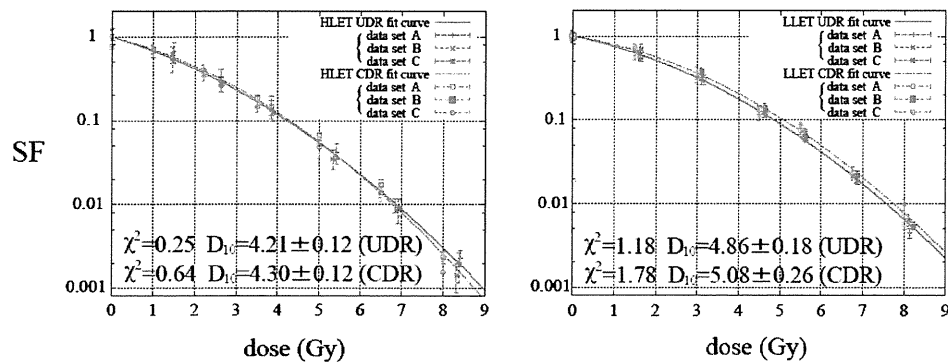 HLET UDR fit curve
data set A
data set B
data set C
HLET CDR fit curve
data set A
data set B
data set C
1
0.1
SF
0.01
0.001
χ²=0.25 D₁₀=4.21±0.12 (UDR)
χ²=0.64 D₁₀=4.30±0.12 (CDR)
0 1 2 3 4 5 6 7 8 9
dose (Gy)
LLET UDR fit curve
data set A
data set B
data set C
LLET CDR fit curve
data set A
data set B
data set C
1
0.1
0.01
0.001
χ²=1.18 D₁₀=4.86±0.18 (UDR)
χ²=1.78 D₁₀=5.08±0.26 (CDR)
0 1 2 3 4 5 6 7 8 9
dose (Gy)